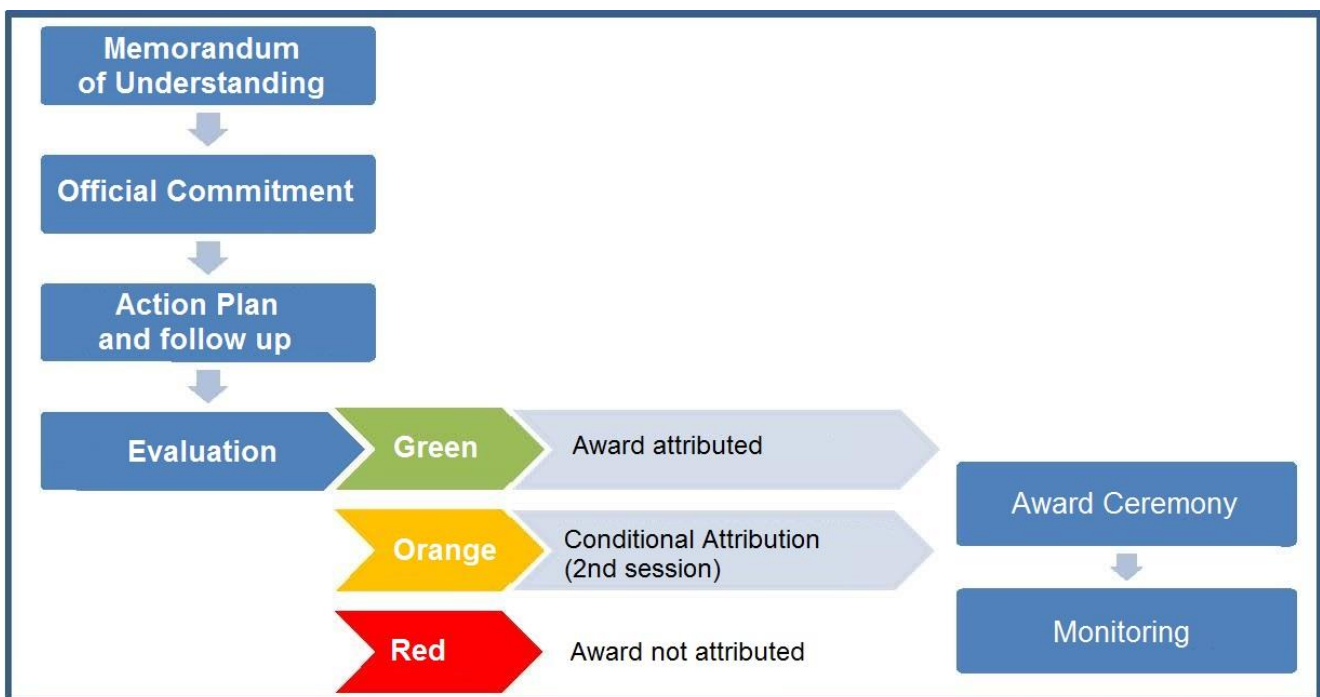 Memorandum
of Understanding
Official Commitment
Action Plan
and follow up
Evaluation
Green
Award attributed
Orange
Conditional Attribution
(2nd session)
Red
Award not attributed
Award Ceremony
Monitoring